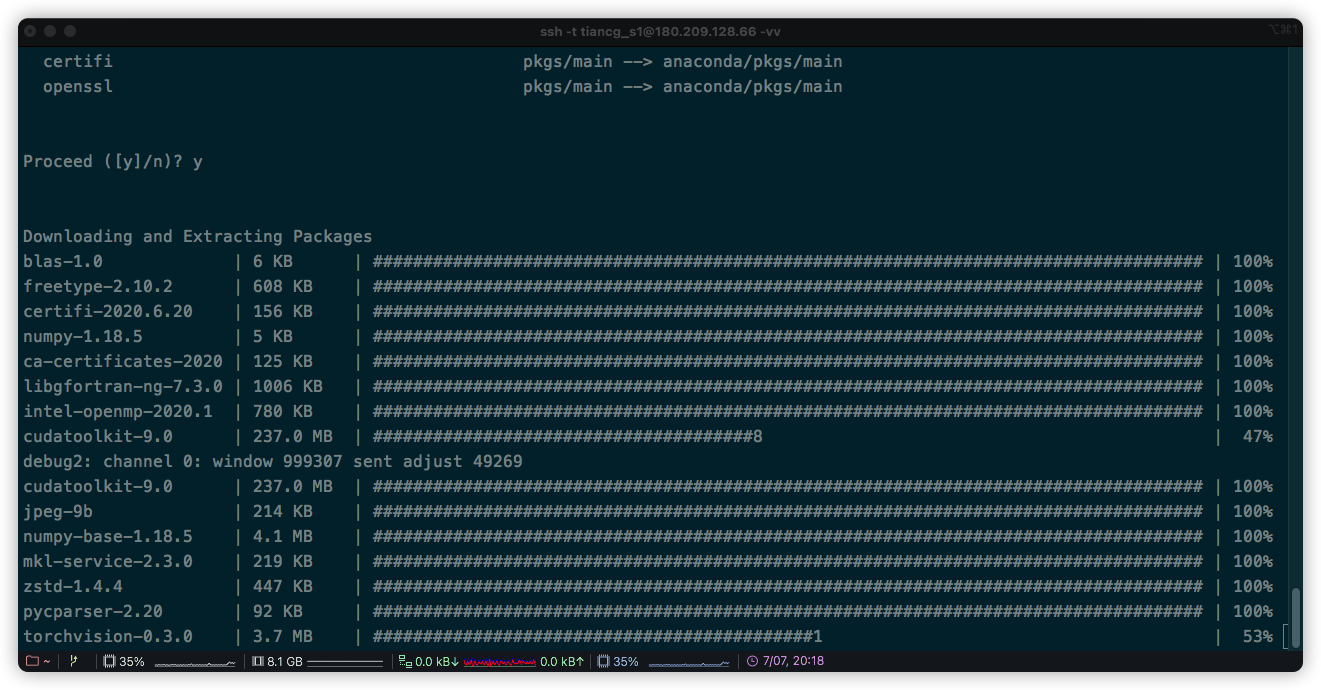 ssh -t tiancg_s1@180.209.128.66 -vv
⌥⌘1
certifi pkgs/main --> anaconda/pkgs/main
openssl pkgs/main --> anaconda/pkgs/main
Proceed ([y]/n)? y
Downloading and Extracting Packages
blas-1.0 | 6 KB | ################################################################################### | 100%
freetype-2.10.2 | 608 KB | ################################################################################### | 100%
certifi-2020.6.20 | 156 KB | ################################################################################### | 100%
numpy-1.18.5 | 5 KB | ################################################################################### | 100%
ca-certificates-2020 | 125 KB | ################################################################################### | 100%
libgfortran-ng-7.3.0 | 1006 KB | ################################################################################### | 100%
intel-openmp-2020.1 | 780 KB | ################################################################################### | 100%
cudatoolkit-9.0 | 237.0 MB | ######################################8 | 47%
debug2: channel 0: window 999307 sent adjust 49269
cudatoolkit-9.0 | 237.0 MB | ################################################################################### | 100%
jpeg-9b | 214 KB | ################################################################################### | 100%
numpy-base-1.18.5 | 4.1 MB | ################################################################################### | 100%
mkl-service-2.3.0 | 219 KB | ################################################################################### | 100%
zstd-1.4.4 | 447 KB | ################################################################################### | 100%
pycparser-2.20 | 92 KB | ################################################################################### | 100%
torchvision-0.3.0 | 3.7 MB | ############################################1 | 53%
~ 35% 8.1 GB 0.0 kB↓ 0.0 kB↑ 35% 7/07, 20:18